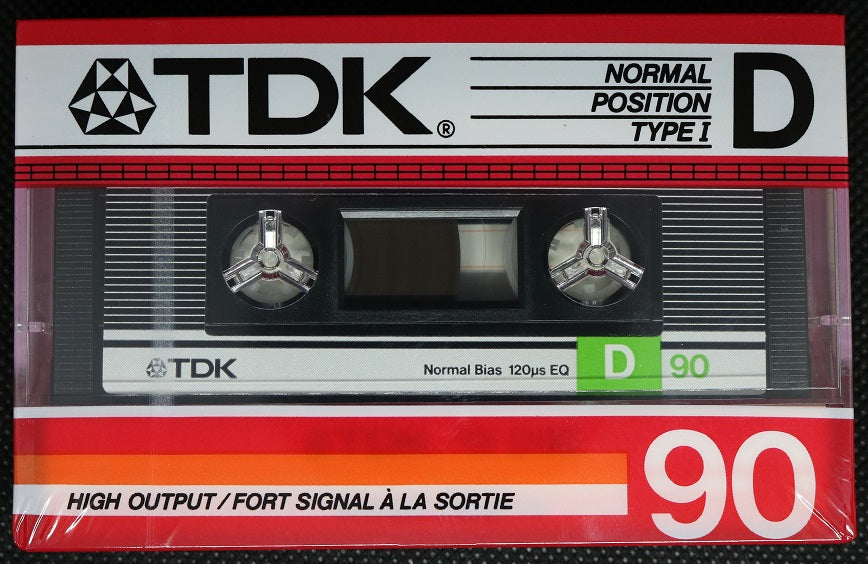 TDK®
NORMAL
POSITION
TYPE I
D
TDK
Normal Bias 120µs EQ
D
90
HIGH OUTPUT/FORT SIGNAL À LA SORTIE
90